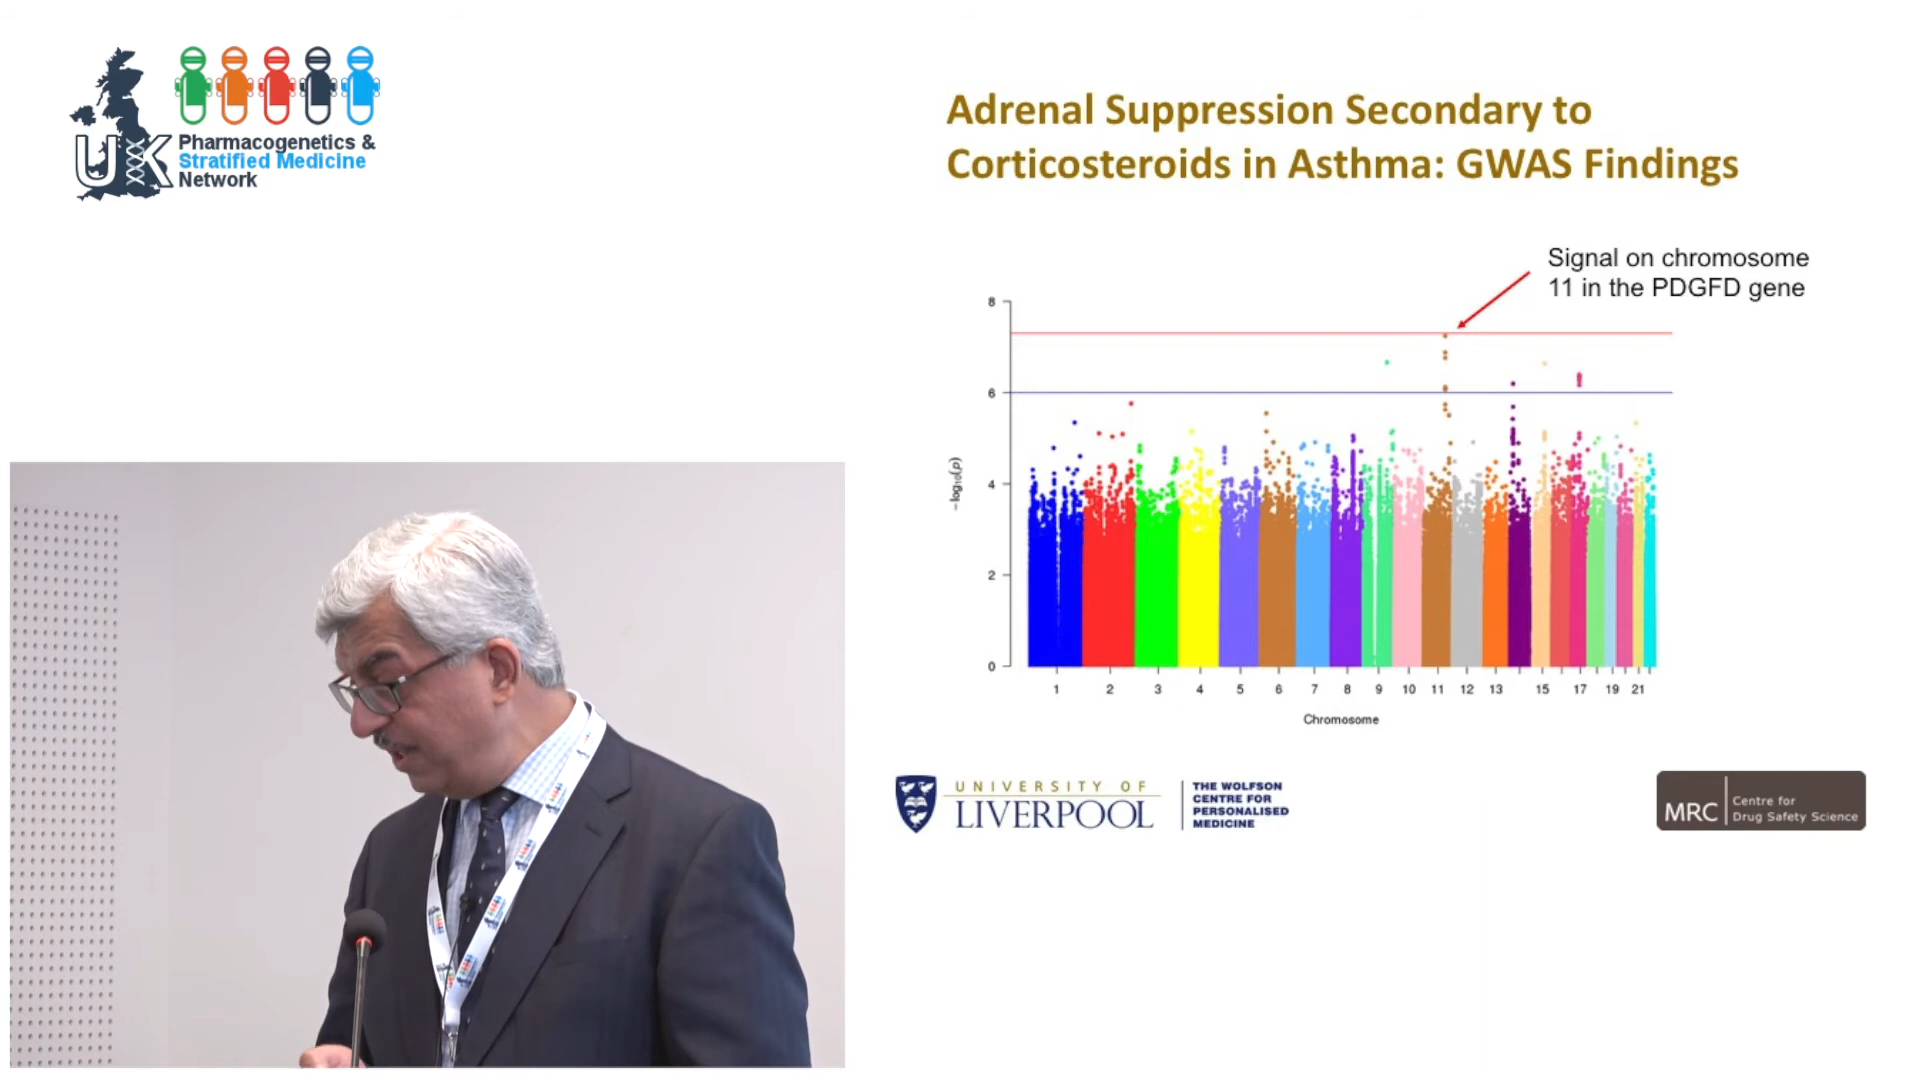 UK
Pharmacogenetics &
Stratified Medicine
Network
Adrenal Suppression Secondary to
Corticosteroids in Asthma: GWAS Findings
Signal on chromosome
11 in the PDGFD gene
8
6
4
2
0
−log10(p)
1 2 3 4 5 6 7 8 9 10 11 12 13 15 17 19 21
Chromosome
UNIVERSITY OF
LIVERPOOL
THE WOLFSON
CENTRE FOR
PERSONALISED
MEDICINE
MRC
Centre for
Drug Safety Science